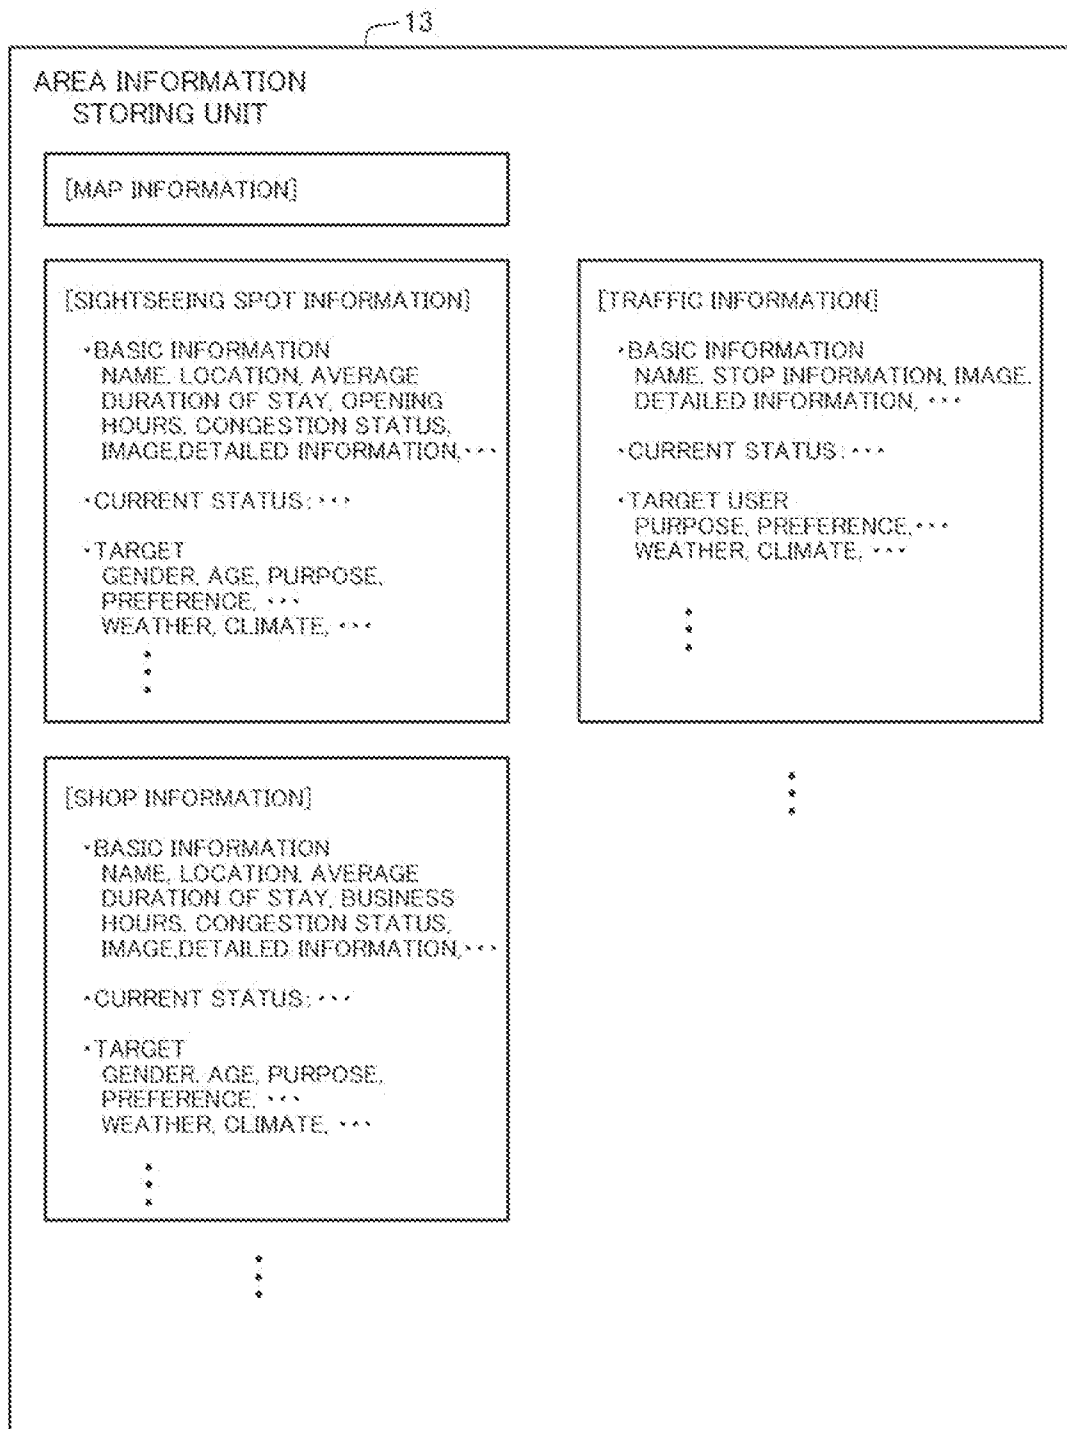 13
AREA INFORMATION
STORING UNIT
[MAP INFORMATION]
[SIGHTSEEING SPOT INFORMATION]
・BASIC INFORMATION
NAME, LOCATION, AVERAGE
DURATION OF STAY, OPENING
HOURS, CONGESTION STATUS,
IMAGE,DETAILED INFORMATION,・・・
・CURRENT STATUS:・・・
・TARGET
GENDER, AGE, PURPOSE,
PREFERENCE, ・・・
WEATHER, CLIMATE, ・・・
[TRAFFIC INFORMATION]
・BASIC INFORMATION
NAME, STOP INFORMATION, IMAGE,
DETAILED INFORMATION, ・・・
・CURRENT STATUS:・・・
・TARGET USER
PURPOSE, PREFERENCE,・・・
WEATHER, CLIMATE, ・・・
[SHOP INFORMATION]
・BASIC INFORMATION
NAME, LOCATION, AVERAGE
DURATION OF STAY, BUSINESS
HOURS, CONGESTION STATUS,
IMAGE,DETAILED INFORMATION,・・・
・CURRENT STATUS:・・・
・TARGET
GENDER, AGE, PURPOSE,
PREFERENCE, ・・・
WEATHER, CLIMATE, ・・・